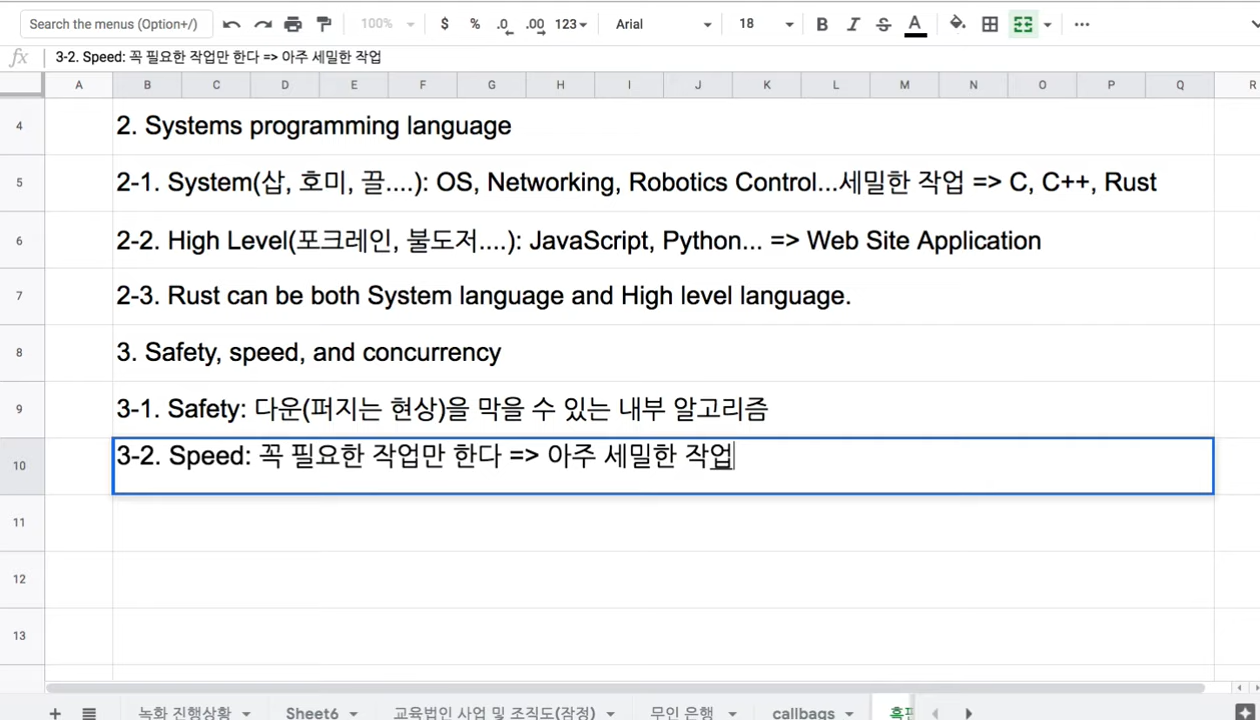 Search the menus (Option+/) 100% $ % .0 .00 123 Arial 18 B I S A
fx 3-2. Speed: 꼭 필요한 작업만 한다 => 아주 세밀한 작업
A B C D E F G H I J K L M N O P Q R
4 2. Systems programming language
5 2-1. System(삽, 호미, 끌....): OS, Networking, Robotics Control...세밀한 작업 => C, C++, Rust
6 2-2. High Level(포크레인, 불도저....): JavaScript, Python... => Web Site Application
7 2-3. Rust can be both System language and High level language.
8 3. Safety, speed, and concurrency
9 3-1. Safety: 다운(퍼지는 현상)을 막을 수 있는 내부 알고리즘
10 3-2. Speed: 꼭 필요한 작업만 한다 => 아주 세밀한 작업
11
12
13
+ 녹화 진행상황 Sheet6 교육법인 사업 및 조직도(잠정) 무인 은행 callbags